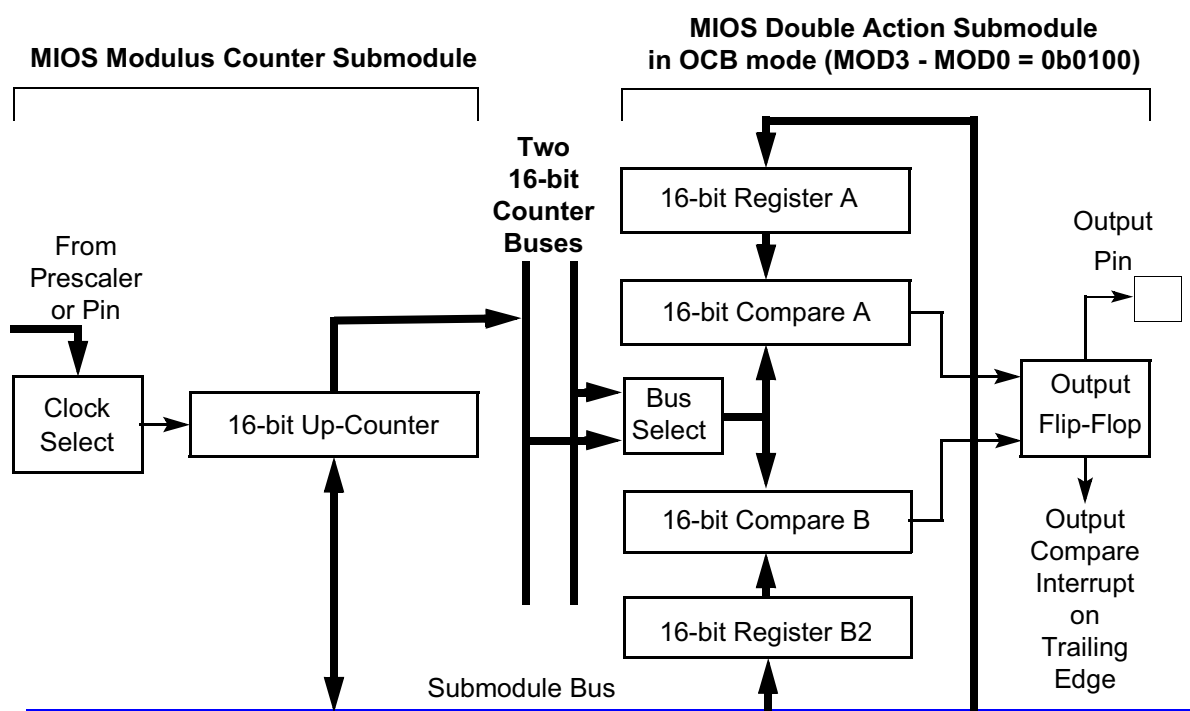 MIOS Modulus Counter Submodule
MIOS Double Action Submodule
in OCB mode (MOD3 - MOD0 = 0b0100)
Two
16-bit
Counter
Buses
From
Prescaler
or Pin
Clock
Select
16-bit Up-Counter
16-bit Register A
16-bit Compare A
Bus
Select
16-bit Compare B
16-bit Register B2
Output
Pin
Output
Flip-Flop
Output
Compare
Interrupt
on
Trailing
Edge
Submodule Bus